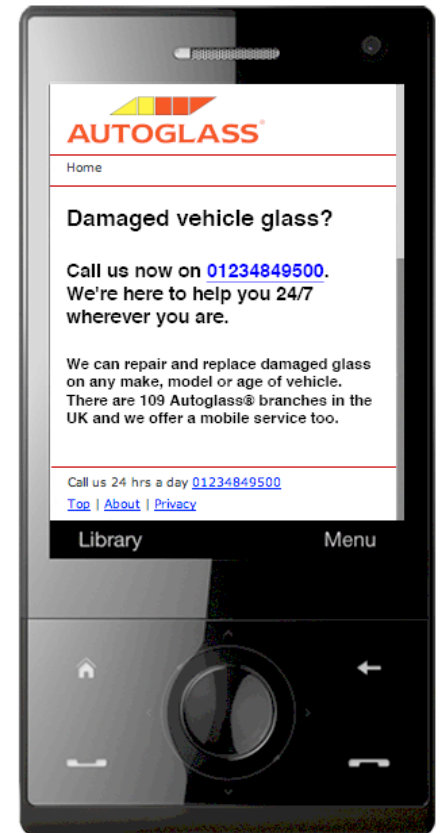 AUTOGLASS®
Home
Damaged vehicle glass?
Call us now on 01234849500.
We're here to help you 24/7
wherever you are.
We can repair and replace damaged glass
on any make, model or age of vehicle.
There are 109 Autoglass® branches in the
UK and we offer a mobile service too.
Call us 24 hrs a day 01234849500
Top | About | Privacy
Library Menu